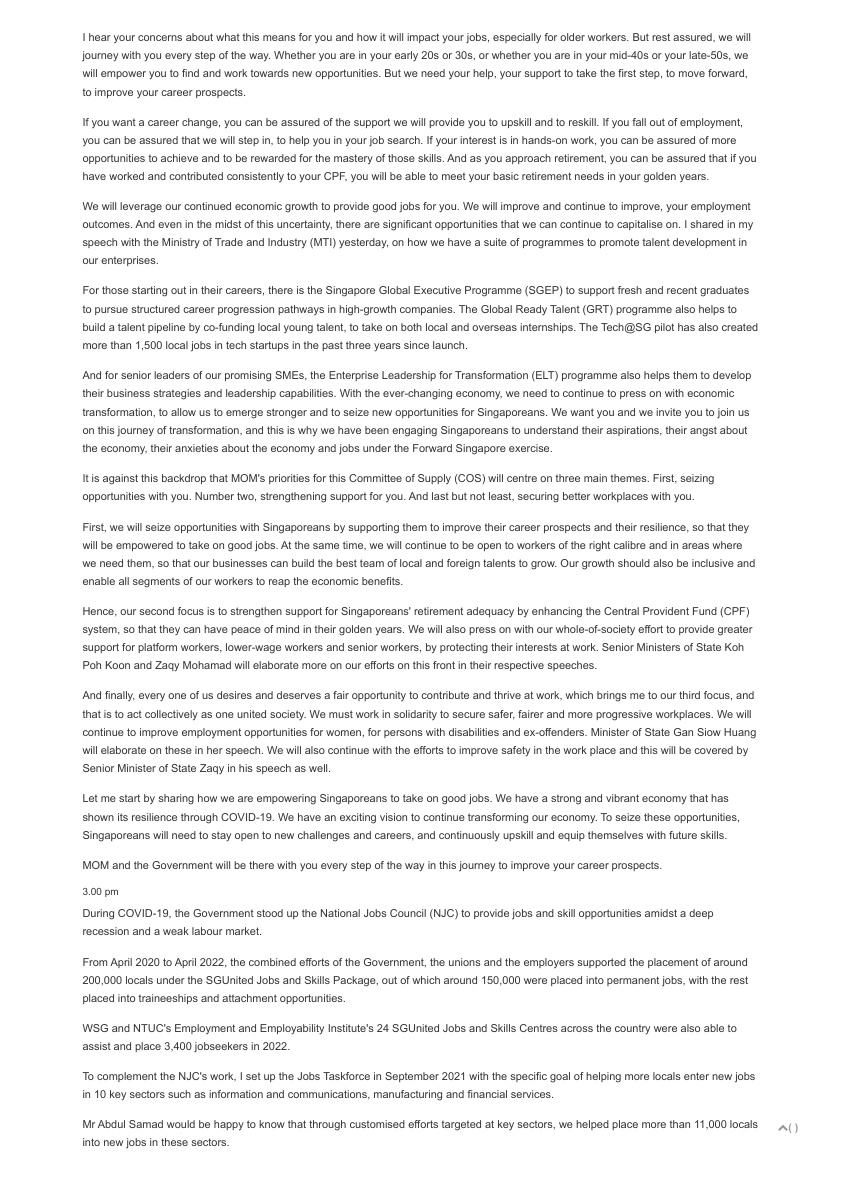 I hear your concerns about what this means for you and how it will impact your jobs, especially for older workers. But rest assured, we will
journey with you every step of the way. Whether you are in your early 20s or 30s, or whether you are in your mid-40s or your late-50s, we
will empower you to find and work towards new opportunities. But we need your help, your support to take the first step, to move forward,
to improve your career prospects.
If you want a career change, you can be assured of the support we will provide you to upskill and to reskill. If you fall out of employment,
you can be assured that we will step in, to help you in your job search. If your interest is in hands-on work, you can be assured of more
opportunities to achieve and to be rewarded for the mastery of those skills. And as you approach retirement, you can be assured that if you
have worked and contributed consistently to your CPF, you will be able to meet your basic retirement needs in your golden years.
We will leverage our continued economic growth to provide good jobs for you. We will improve and continue to improve, your employment
outcomes. And even in the midst of this uncertainty, there are significant opportunities that we can continue to capitalise on. I shared in my
speech with the Ministry of Trade and Industry (MTI) yesterday, on how we have a suite of programmes to promote talent development in
our enterprises.
For those starting out in their careers, there is the Singapore Global Executive Programme (SGEP) to support fresh and recent graduates
to pursue structured career progression pathways in high-growth companies. The Global Ready Talent (GRT) programme also helps to
build a talent pipeline by co-funding local young talent, to take on both local and overseas internships. The Tech@SG pilot has also created
more than 1,500 local jobs in tech startups in the past three years since launch.
And for senior leaders of our promising SMEs, the Enterprise Leadership for Transformation (ELT) programme also helps them to develop
their business strategies and leadership capabilities. With the ever-changing economy, we need to continue to press on with economic
transformation, to allow us to emerge stronger and to seize new opportunities for Singaporeans. We want you and we invite you to join us
on this journey of transformation, and this is why we have been engaging Singaporeans to understand their aspirations, their angst about
the economy, their anxieties about the economy and jobs under the Forward Singapore exercise.
It is against this backdrop that MOM's priorities for this Committee of Supply (COS) will centre on three main themes. First, seizing
opportunities with you. Number two, strengthening support for you. And last but not least, securing better workplaces with you.
First, we will seize opportunities with Singaporeans by supporting them to improve their career prospects and their resilience, so that they
will be empowered to take on good jobs. At the same time, we will continue to be open to workers of the right calibre and in areas where
we need them, so that our businesses can build the best team of local and foreign talents to grow. Our growth should also be inclusive and
enable all segments of our workers to reap the economic benefits.
Hence, our second focus is to strengthen support for Singaporeans' retirement adequacy by enhancing the Central Provident Fund (CPF)
system, so that they can have peace of mind in their golden years. We will also press on with our whole-of-society effort to provide greater
support for platform workers, lower-wage workers and senior workers, by protecting their interests at work. Senior Ministers of State Koh
Poh Koon and Zaqy Mohamad will elaborate more on our efforts on this front in their respective speeches.
And finally, every one of us desires and deserves a fair opportunity to contribute and thrive at work, which brings me to our third focus, and
that is to act collectively as one united society. We must work in solidarity to secure safer, fairer and more progressive workplaces. We will
continue to improve employment opportunities for women, for persons with disabilities and ex-offenders. Minister of State Gan Siow Huang
will elaborate on these in her speech. We will also continue with the efforts to improve safety in the work place and this will be covered by
Senior Minister of State Zaqy in his speech as well.
Let me start by sharing how we are empowering Singaporeans to take on good jobs. We have a strong and vibrant economy that has
shown its resilience through COVID-19. We have an exciting vision to continue transforming our economy. To seize these opportunities,
Singaporeans will need to stay open to new challenges and careers, and continuously upskill and equip themselves with future skills.
MOM and the Government will be there with you every step of the way in this journey to improve your career prospects.
3.00 pm
During COVID-19, the Government stood up the National Jobs Council (NJC) to provide jobs and skill opportunities amidst a deep
recession and a weak labour market.
From April 2020 to April 2022, the combined efforts of the Government, the unions and the employers supported the placement of around
200,000 locals under the SGUnited Jobs and Skills Package, out of which around 150,000 were placed into permanent jobs, with the rest
placed into traineeships and attachment opportunities.
WSG and NTUC's Employment and Employability Institute's 24 SGUnited Jobs and Skills Centres across the country were also able to
assist and place 3,400 jobseekers in 2022.
To complement the NJC's work, I set up the Jobs Taskforce in September 2021 with the specific goal of helping more locals enter new jobs
in 10 key sectors such as information and communications, manufacturing and financial services.
Mr Abdul Samad would be happy to know that through customised efforts targeted at key sectors, we helped place more than 11,000 locals
into new jobs in these sectors.
( )